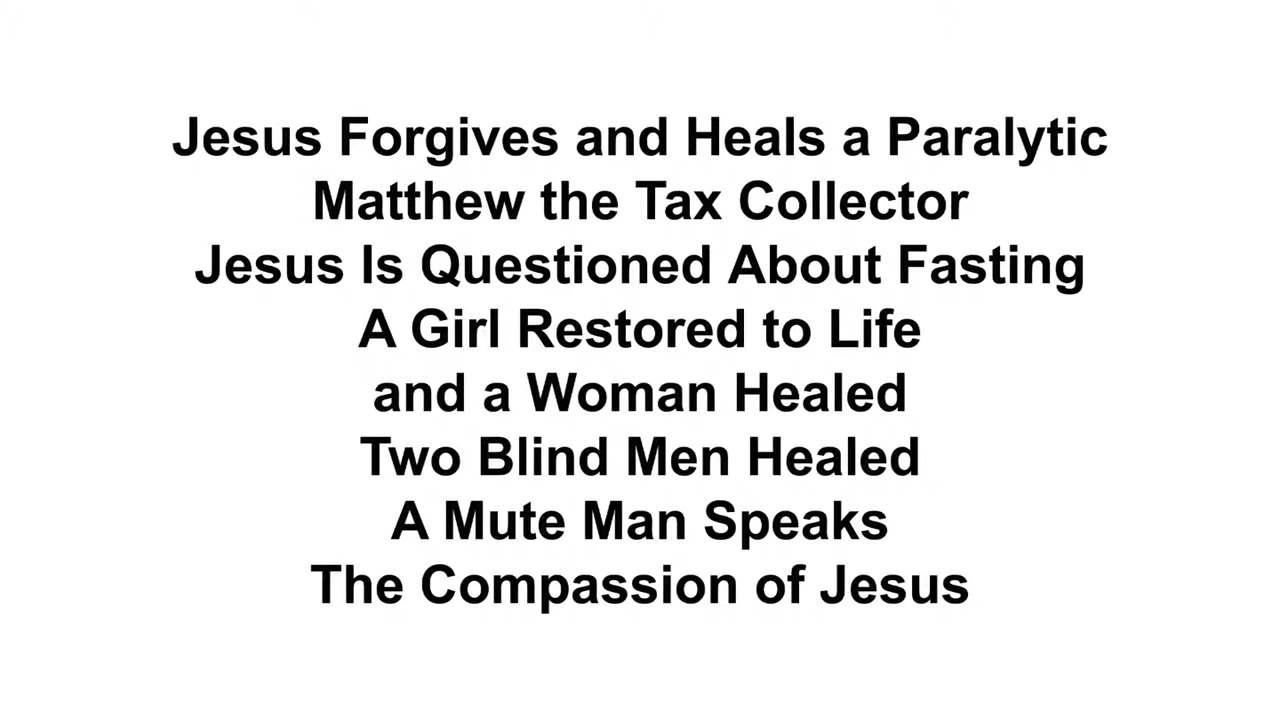 Jesus Forgives and Heals a Paralytic
Matthew the Tax Collector
Jesus Is Questioned About Fasting
A Girl Restored to Life
and a Woman Healed
Two Blind Men Healed
A Mute Man Speaks
The Compassion of Jesus